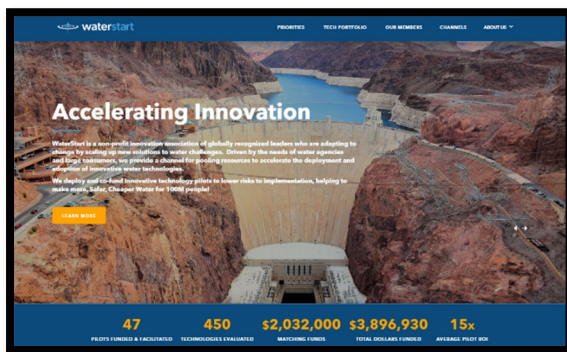 waterstart
PRIORITIES TECH PORTFOLIO OUR MEMBERS CHANNELS ABOUT US
Accelerating Innovation
WaterStart is a non-profit innovation association of globally recognized leaders who are adapting to
change by scaling up new solutions to water challenges. Driven by the needs of water agencies
and large consumers, we provide a channel for pooling resources to accelerate the deployment and
adoption of innovative water technologies.
We deploy and co-fund innovative technology pilots to lower risks to implementation, helping to
make more, Safer, Cheaper Water for 100M people!
LEARN MORE
47 450 $2,032,000 $3,896,930 15x
PILOTS FUNDED & FACILITATED TECHNOLOGIES EVALUATED MATCHING FUNDS TOTAL DOLLARS FUNDED AVERAGE PILOT ROI